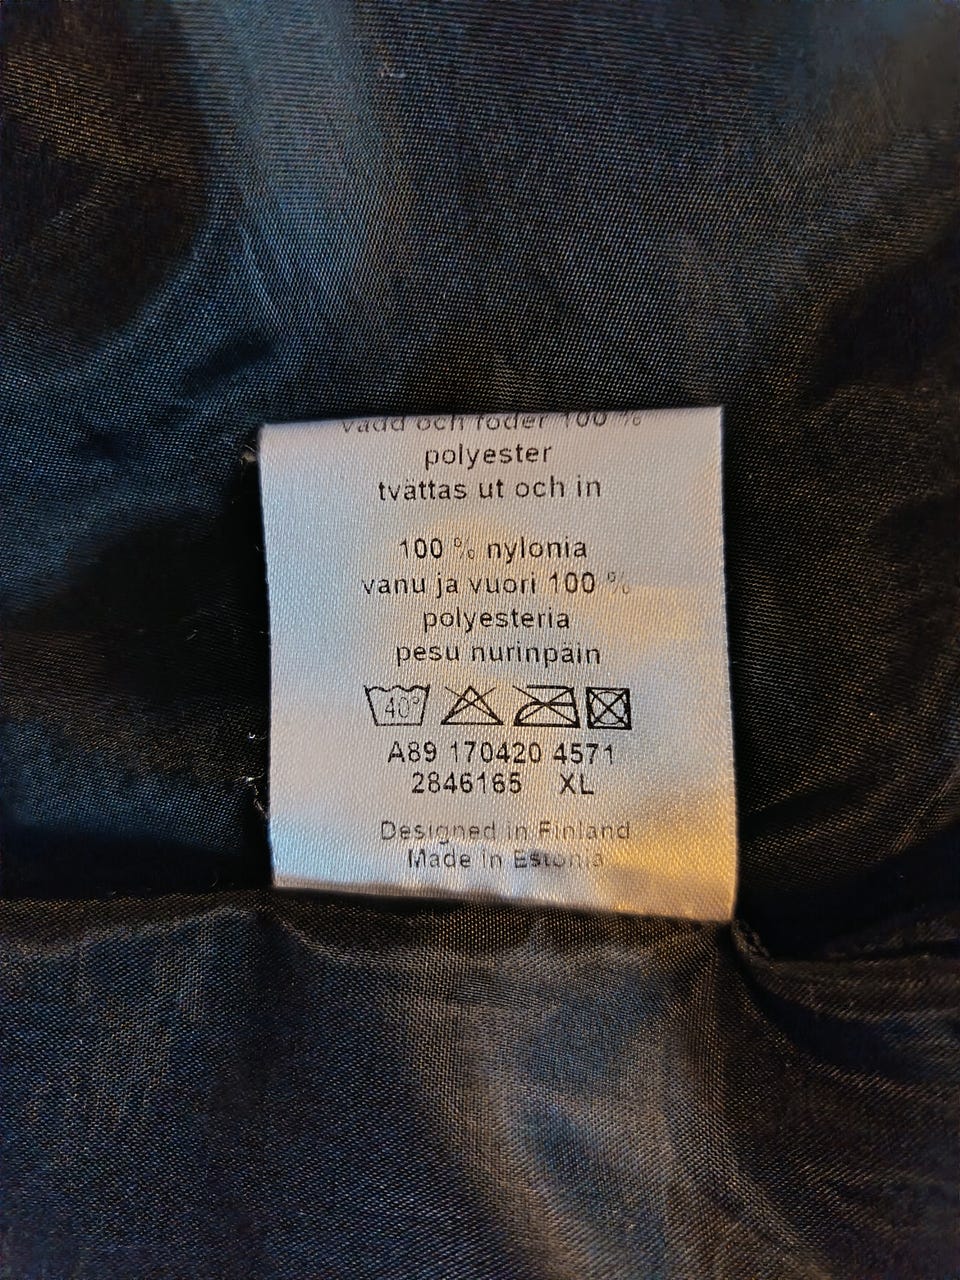 vadd och foder 100 %
polyester
tvättas ut och in
100 % nylonia
vanu ja vuori 100 %
polyesteria
pesu nurinpäin
40°
A89 170420 4571
2846165 XL
Designed in Finland
Made in Estonia